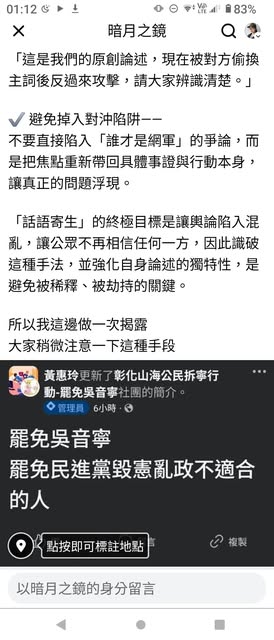 01:12 83%
暗月之鏡
「這是我們的原創論述，現在被對方偷換
主詞後反過來攻擊，請大家辨識清楚。」
避免掉入對沖陷阱——
不要直接陷入「誰才是網軍」的爭論，而
是把焦點重新帶回具體事證與行動本身，
讓真正的問題浮現。
「話語寄生」的終極目標是讓輿論陷入混
亂，讓公眾不再相信任何一方，因此識破
這種手法，並強化自身論述的獨特性，是
避免被稀釋、被劫持的關鍵。
所以我這邊做一次揭露
大家稍微注意一下這種手段
黃惠玲更新了彰化山海公民拆寧行
動-罷免吳音寧社團的簡介。
管理員 6小時·
罷免吳音寧
罷免民進黨毀憲亂政不適合
的人
點按即可標註地點 言 複製
以暗月之鏡的身分留言